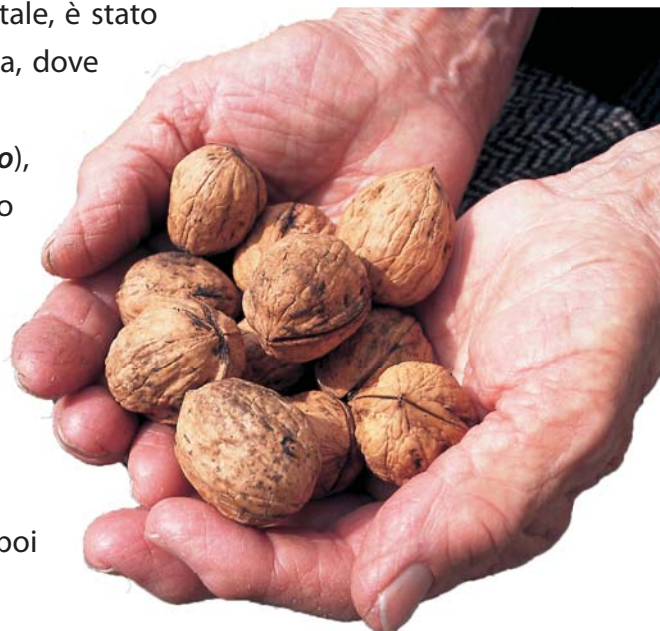 tale, è stato
a, dove
o),
o
poi